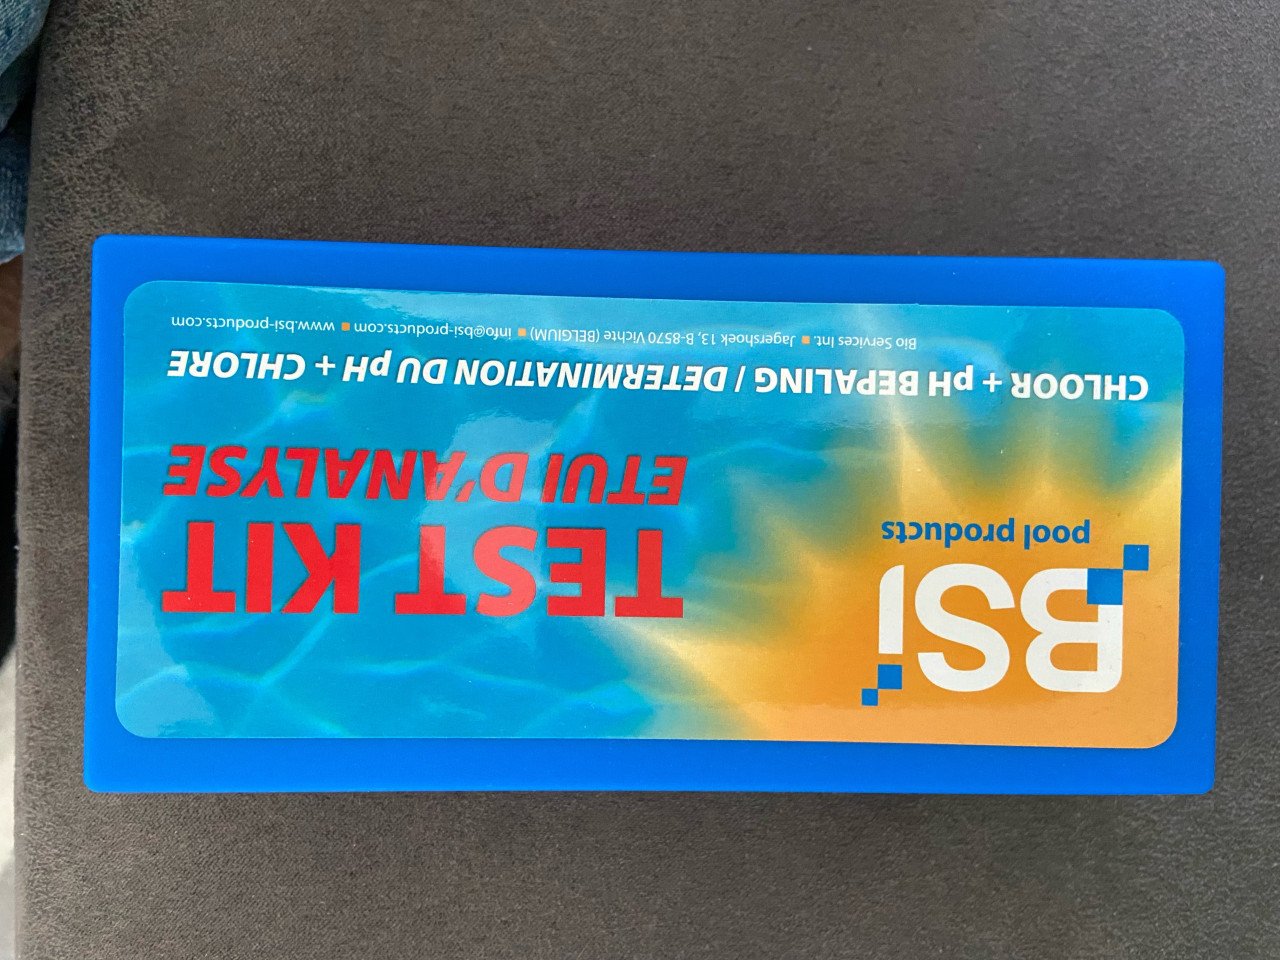 BSi
pool products
TEST KIT
ETUI D'ANALYSE
CHLOOR + pH BEPALING / DETERMINATION DU pH + CHLORE
Bio Services Int. ■ Jagershoek 13, B-8570 Vichte (BELGIUM) ■ info@bsi-products.com ■ www.bsi-products.com